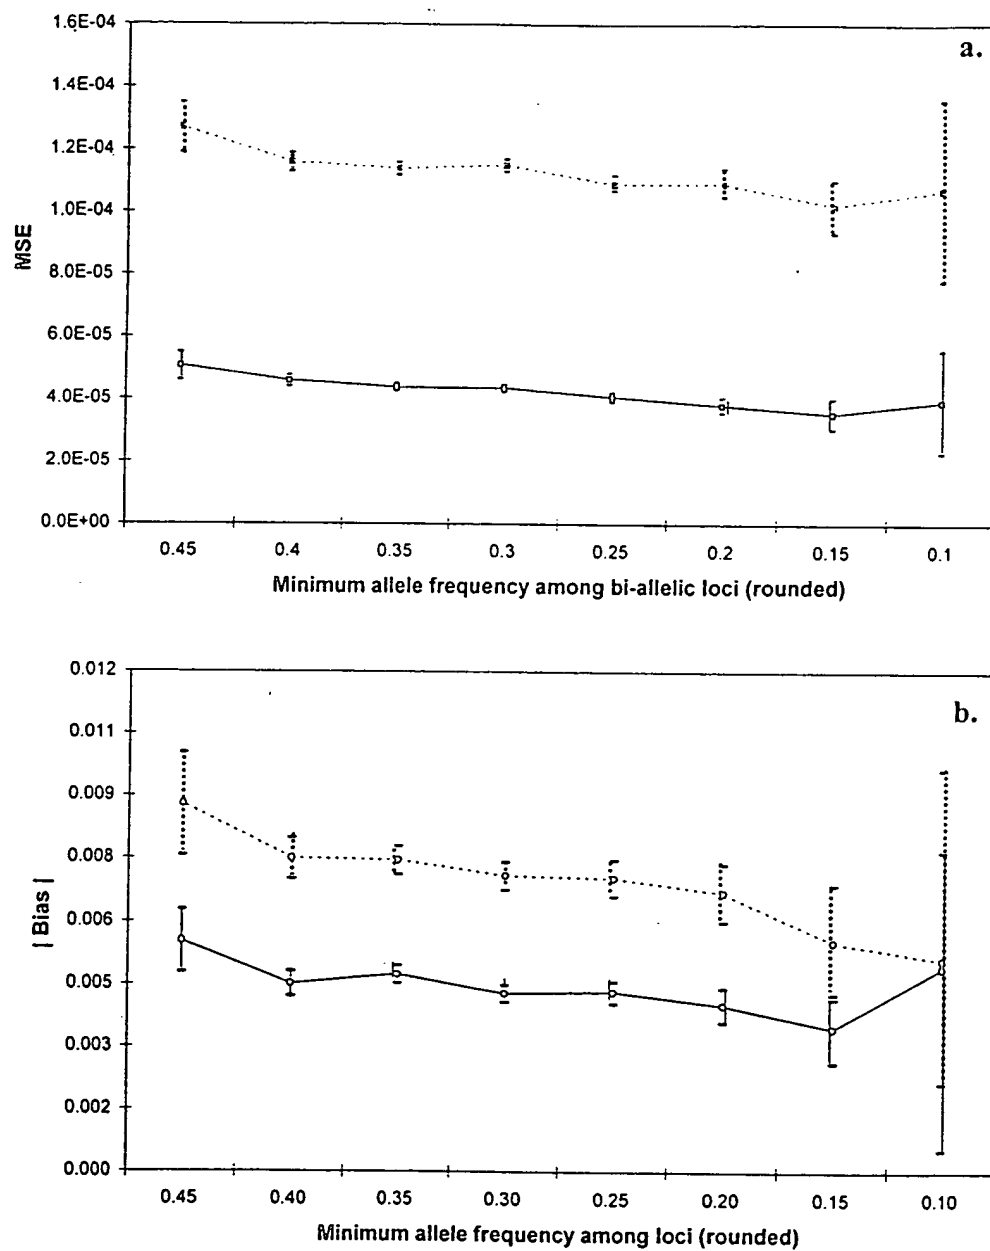 a.
1.6E-04
1.4E-04
1.2E-04
1.0E-04
8.0E-05
6.0E-05
4.0E-05
2.0E-05
0.0E+00
MSE
0.45 0.4 0.35 0.3 0.25 0.2 0.15 0.1
Minimum allele frequency among bi-allelic loci (rounded)
b.
0.012
0.011
0.009
0.008
0.006
0.005
0.003
0.002
0.000
| Bias |
0.45 0.40 0.35 0.30 0.25 0.20 0.15 0.10
Minimum allele frequency among loci (rounded)